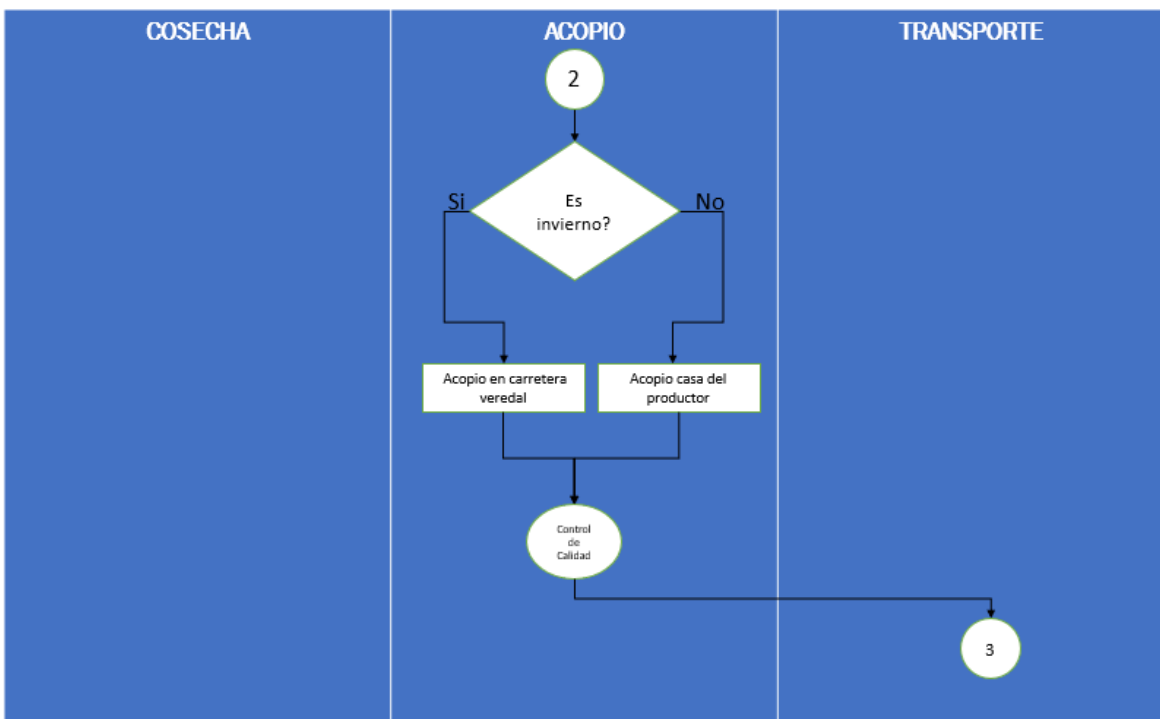 COSECHA
ACOPIO
TRANSPORTE
2
Es
invierno?
Si
No
Acopio en carretera
veredal
Acopio casa del
productor
Control
de
Calidad
3